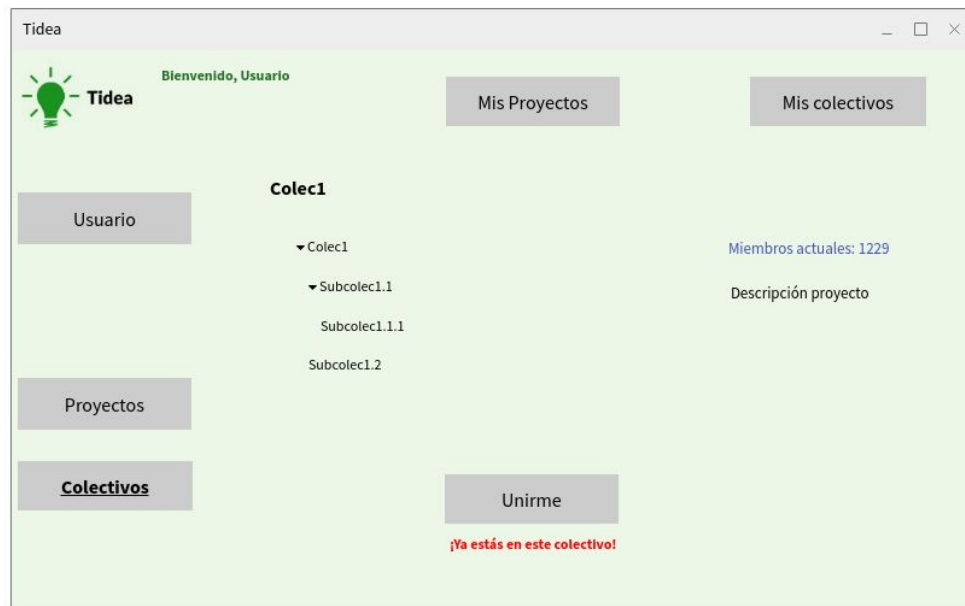 Tidea
Bienvenido, Usuario
Tidea
Mis Proyectos
Mis colectivos
Colec1
Usuario
Colec1
Miembros actuales: 1229
Subcolec1.1
Descripción proyecto
Subcolec1.1.1
Subcolec1.2
Proyectos
Colectivos
Unirme
¡Ya estás en este colectivo!